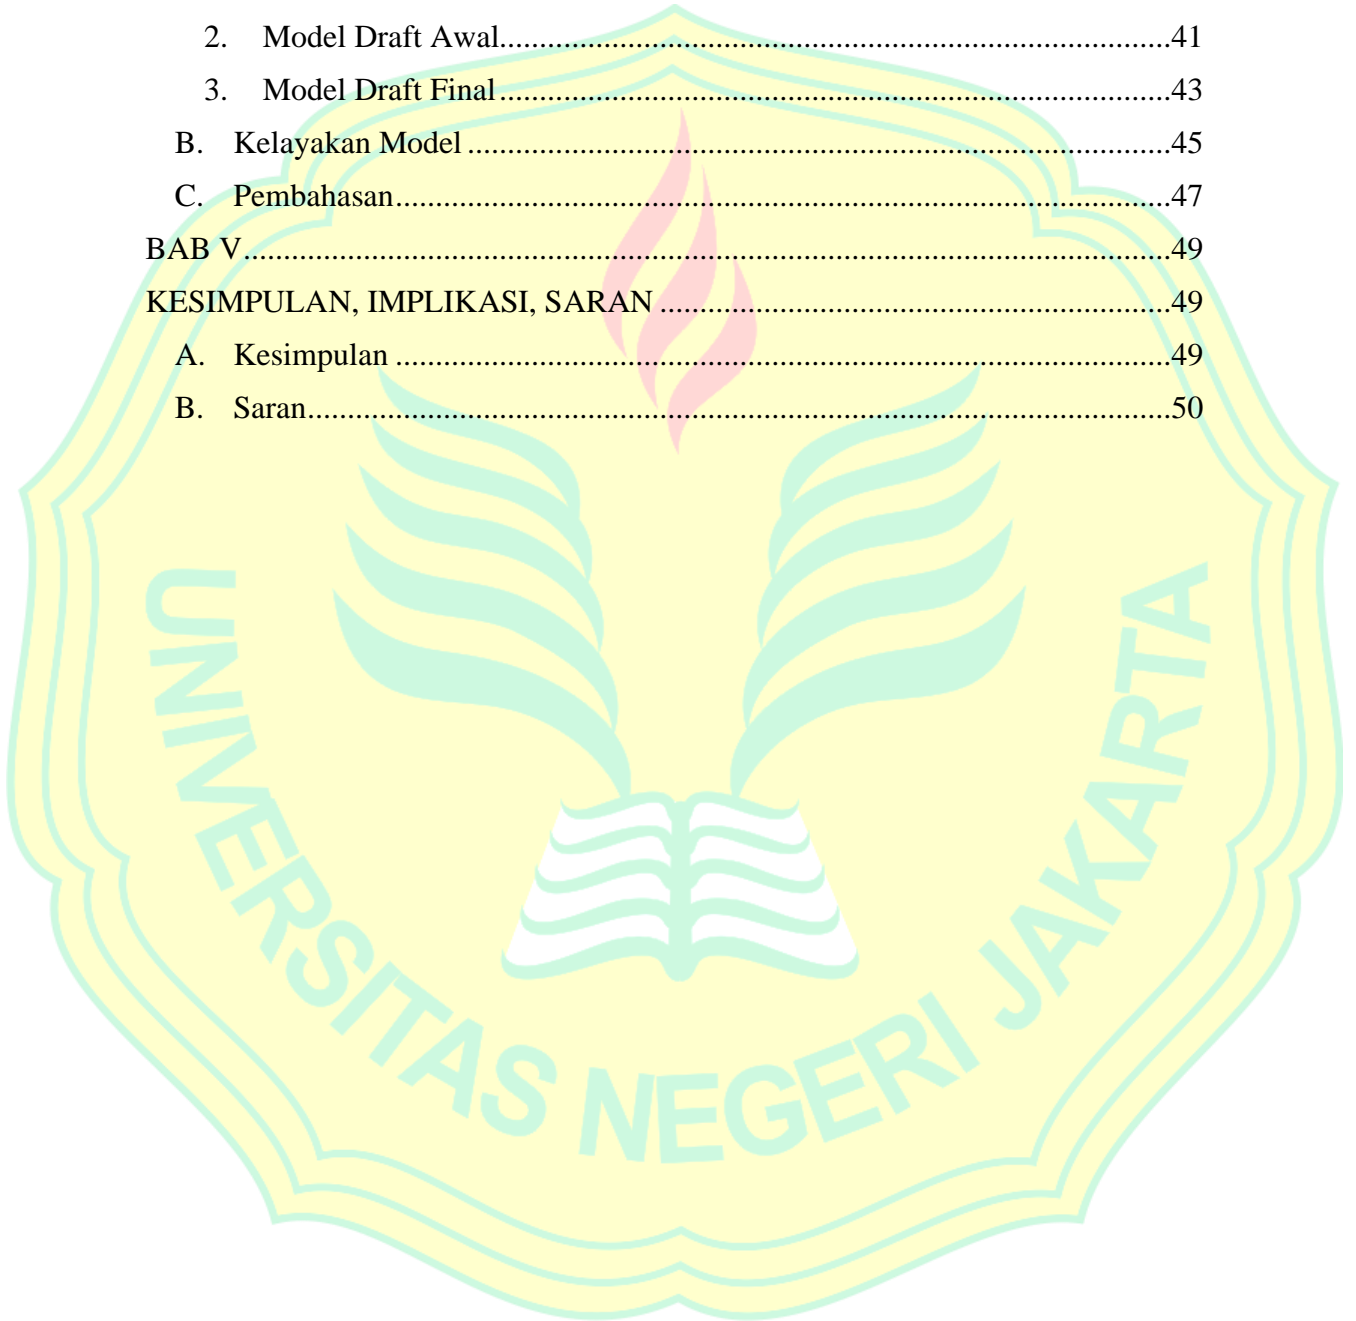 2. Model Draft Awal....................................................................................41
3. Model Draft Final....................................................................................43
B. Kelayakan Model........................................................................................45
C. Pembahasan.................................................................................................47
BAB V....................................................................................................................49
KESIMPULAN, IMPLIKASI, SARAN................................................................49
A. Kesimpulan.................................................................................................49
B. Saran............................................................................................................50
UNIVERSITAS NEGERI JAKARTA